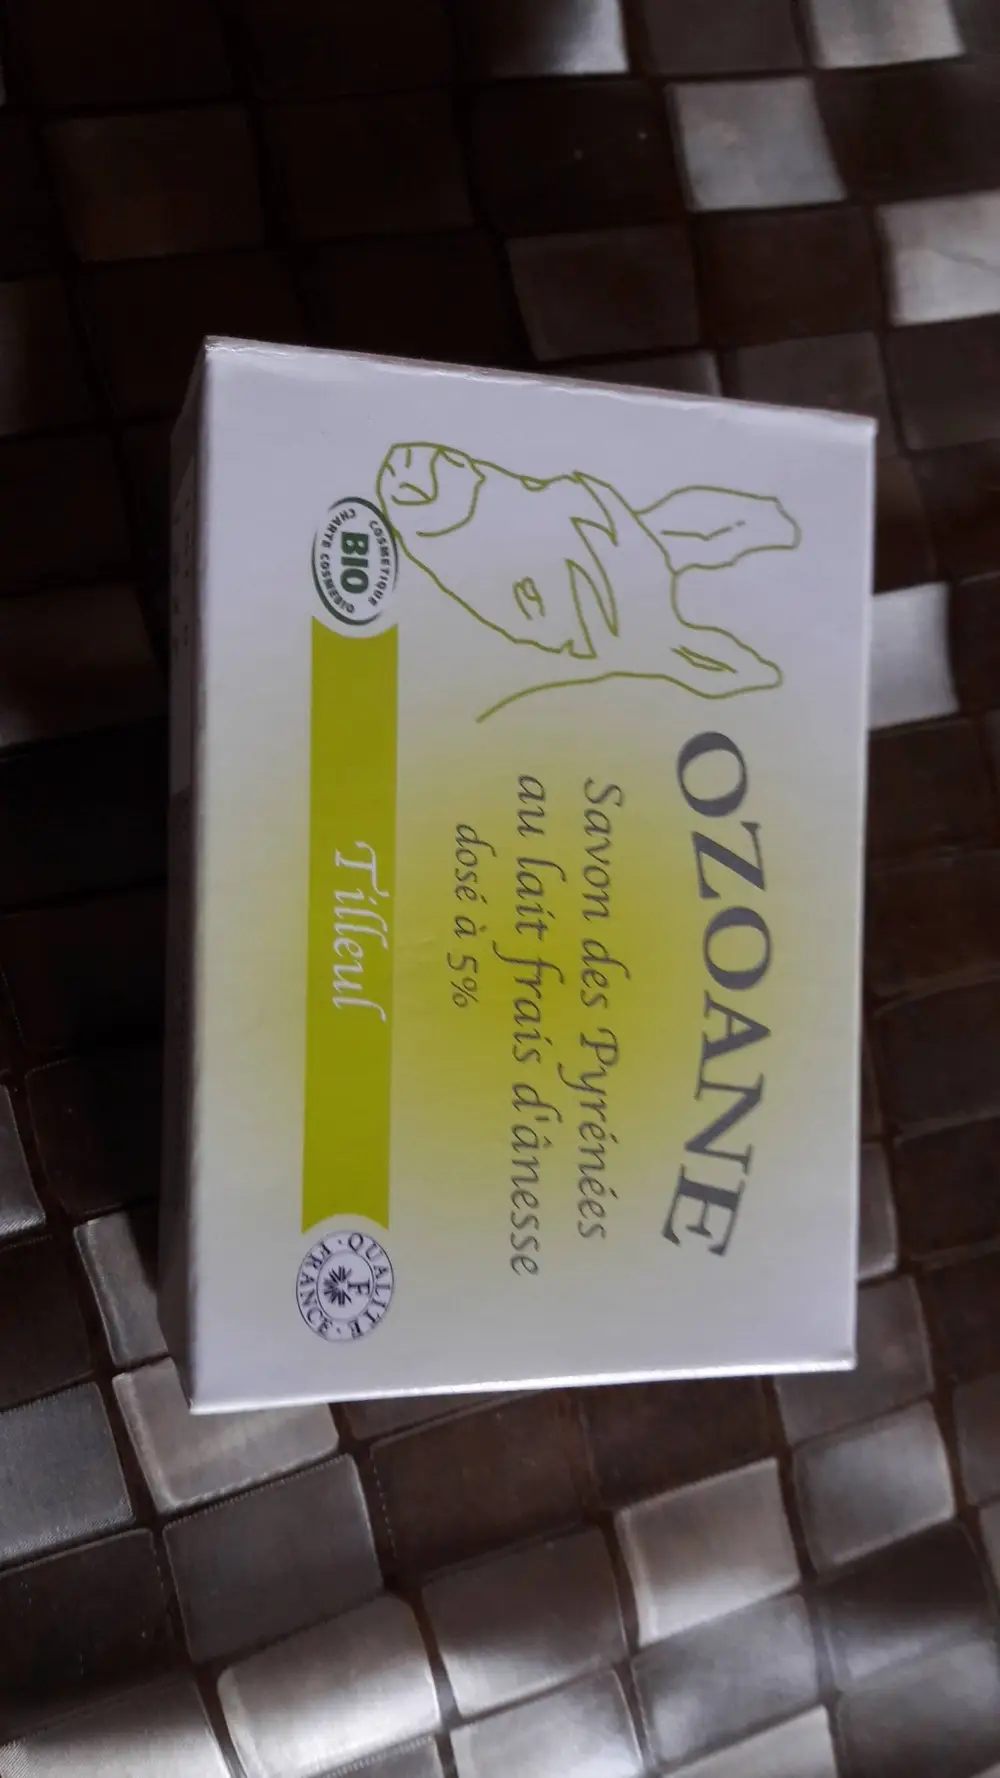 OZOANE
Savon des Pyrénées
au lait frais d'ânesse
dosé à 5%
COSMETIQUE
BIO
CHARTE COSMEBIO
Tilleul
QUALITE
F
FRANCE